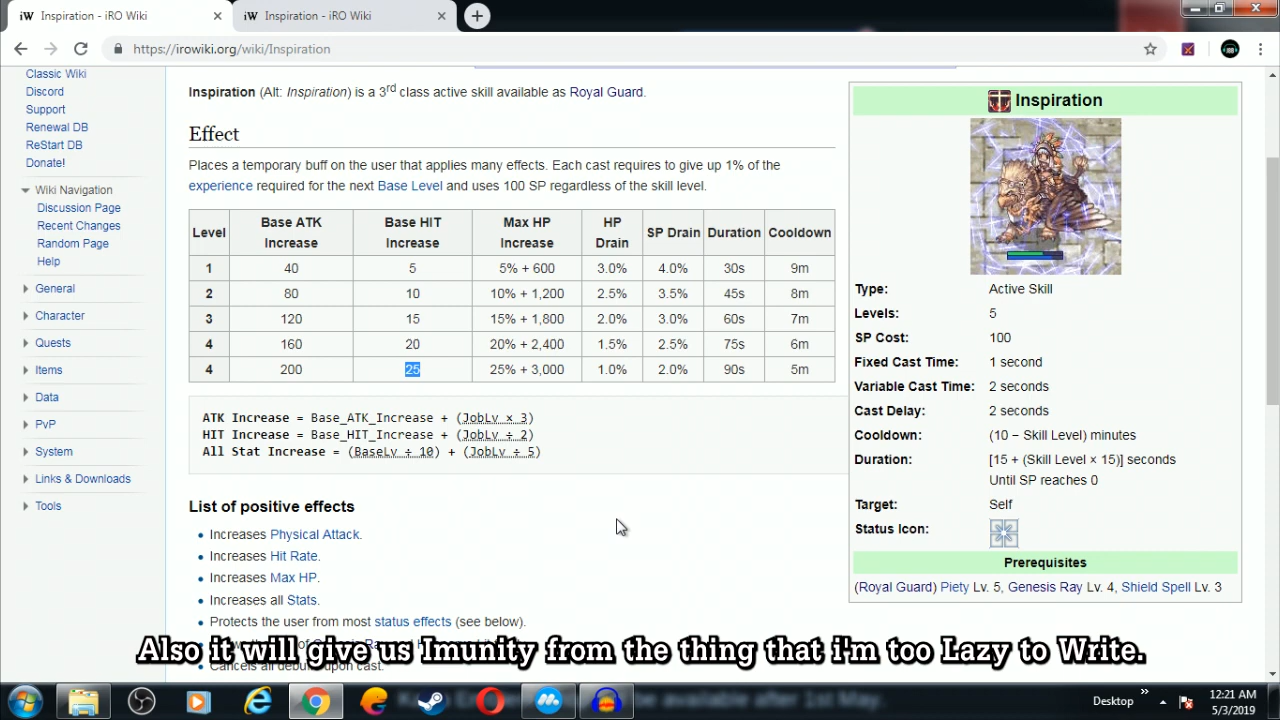 Inspiration - iRO Wiki
Inspiration - iRO Wiki
https://irowiki.org/wiki/Inspiration
Classic Wiki
Discord
Support
Renewal DB
ReStart DB
Donate!
Wiki Navigation
Discussion Page
Recent Changes
Random Page
Help
General
Character
Quests
Items
Data
PvP
System
Links & Downloads
Tools
Inspiration (Alt: Inspiration) is a 3rd class active skill available as Royal Guard.
Effect
Places a temporary buff on the user that applies many effects. Each cast requires to give up 1% of the
experience required for the next Base Level and uses 100 SP regardless of the skill level.
Level Base ATK Increase Base HIT Increase Max HP Increase HP Drain SP Drain Duration Cooldown
1 40 5 5% + 600 3.0% 4.0% 30s 9m
2 80 10 10% + 1,200 2.5% 3.5% 45s 8m
3 120 15 15% + 1,800 2.0% 3.0% 60s 7m
4 160 20 20% + 2,400 1.5% 2.5% 75s 6m
4 200 25 25% + 3,000 1.0% 2.0% 90s 5m
ATK Increase = Base_ATK_Increase + (JobLv × 3)
HIT Increase = Base_HIT_Increase + (JobLv ÷ 2)
All Stat Increase = (BaseLv ÷ 10) + (JobLv ÷ 5)
List of positive effects
Increases Physical Attack.
Increases Hit Rate.
Increases Max HP.
Increases all Stats.
Protects the user from most status effects (see below).
Cancels all debuffs upon cast.
Inspiration
Type: Active Skill
Levels: 5
SP Cost: 100
Fixed Cast Time: 1 second
Variable Cast Time: 2 seconds
Cast Delay: 2 seconds
Cooldown: (10 − Skill Level) minutes
Duration: [15 + (Skill Level × 15)] seconds
Until SP reaches 0
Target: Self
Status Icon:
Prerequisites
(Royal Guard) Piety Lv. 5, Genesis Ray Lv. 4, Shield Spell Lv. 3
Also it will give us Imunity from the thing that i'm too Lazy to Write.
be available after 1st May.
Desktop
12:21 AM
5/3/2019